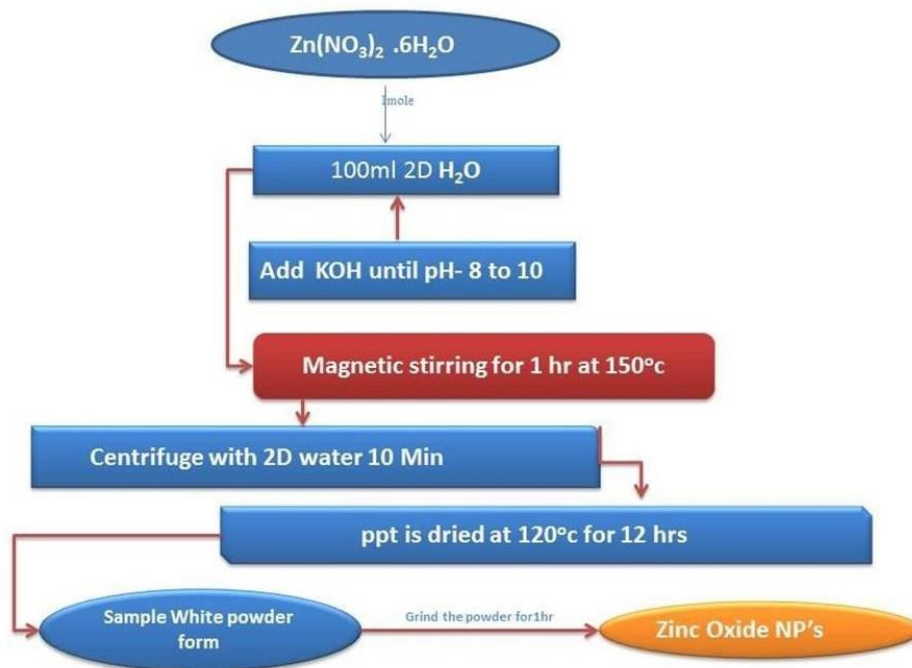 Zn(NO₃)₂ .6H₂O
1mole
100ml 2D H₂O
Add KOH until pH- 8 to 10
Magnetic stirring for 1 hr at 150ºc
Centrifuge with 2D water 10 Min
ppt is dried at 120ºc for 12 hrs
Sample White powder
form
Grind the powder for1hr
Zinc Oxide NP’s